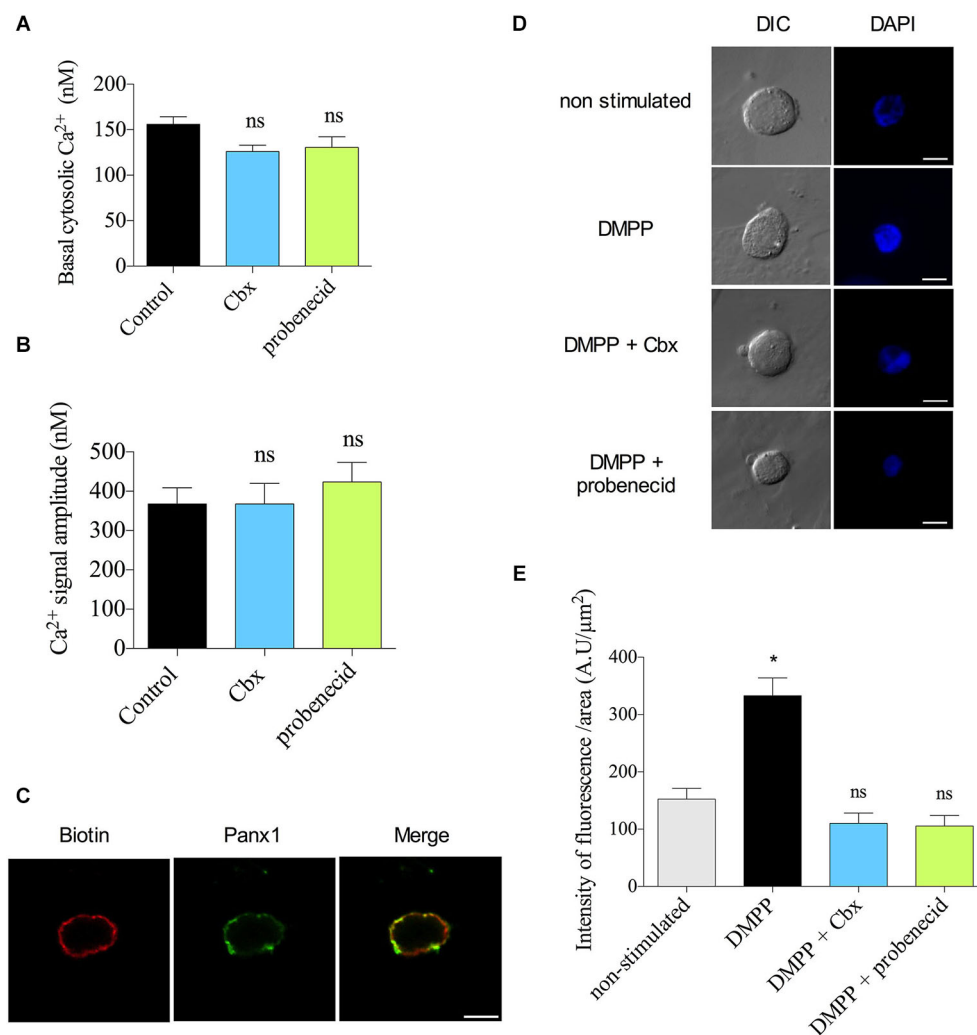 A
Basal cytosolic Ca²⁺ (nM)
200
150
100
50
0
ns
ns
Control
Cbx
probenecid
B
Ca²⁺ signal amplitude (nM)
500
400
300
200
100
0
ns
ns
Control
Cbx
probenecid
C
Biotin
Panx1
Merge
D
DIC
DAPI
non stimulated
DMPP
DMPP + Cbx
DMPP +
probenecid
E
Intensity of fluorescence /area (A.U/µm²)
400
300
200
100
0
*
ns
ns
non-stimulated
DMPP
DMPP + Cbx
DMPP + probenecid